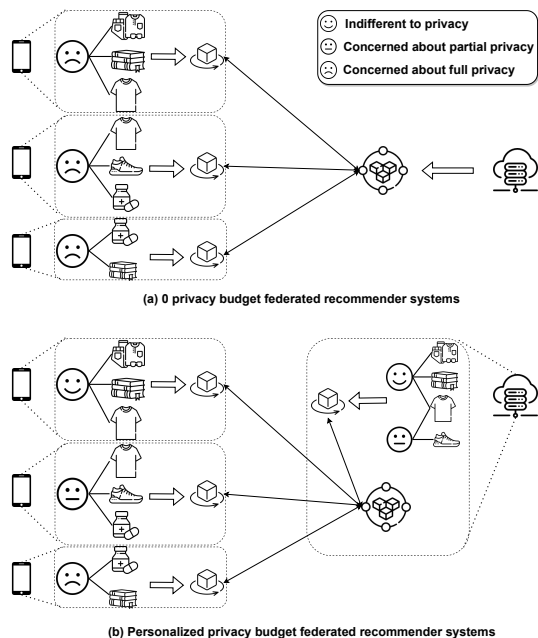 Indifferent to privacy
Concerned about partial privacy
Concerned about full privacy
(a) 0 privacy budget federated recommender systems
(b) Personalized privacy budget federated recommender systems